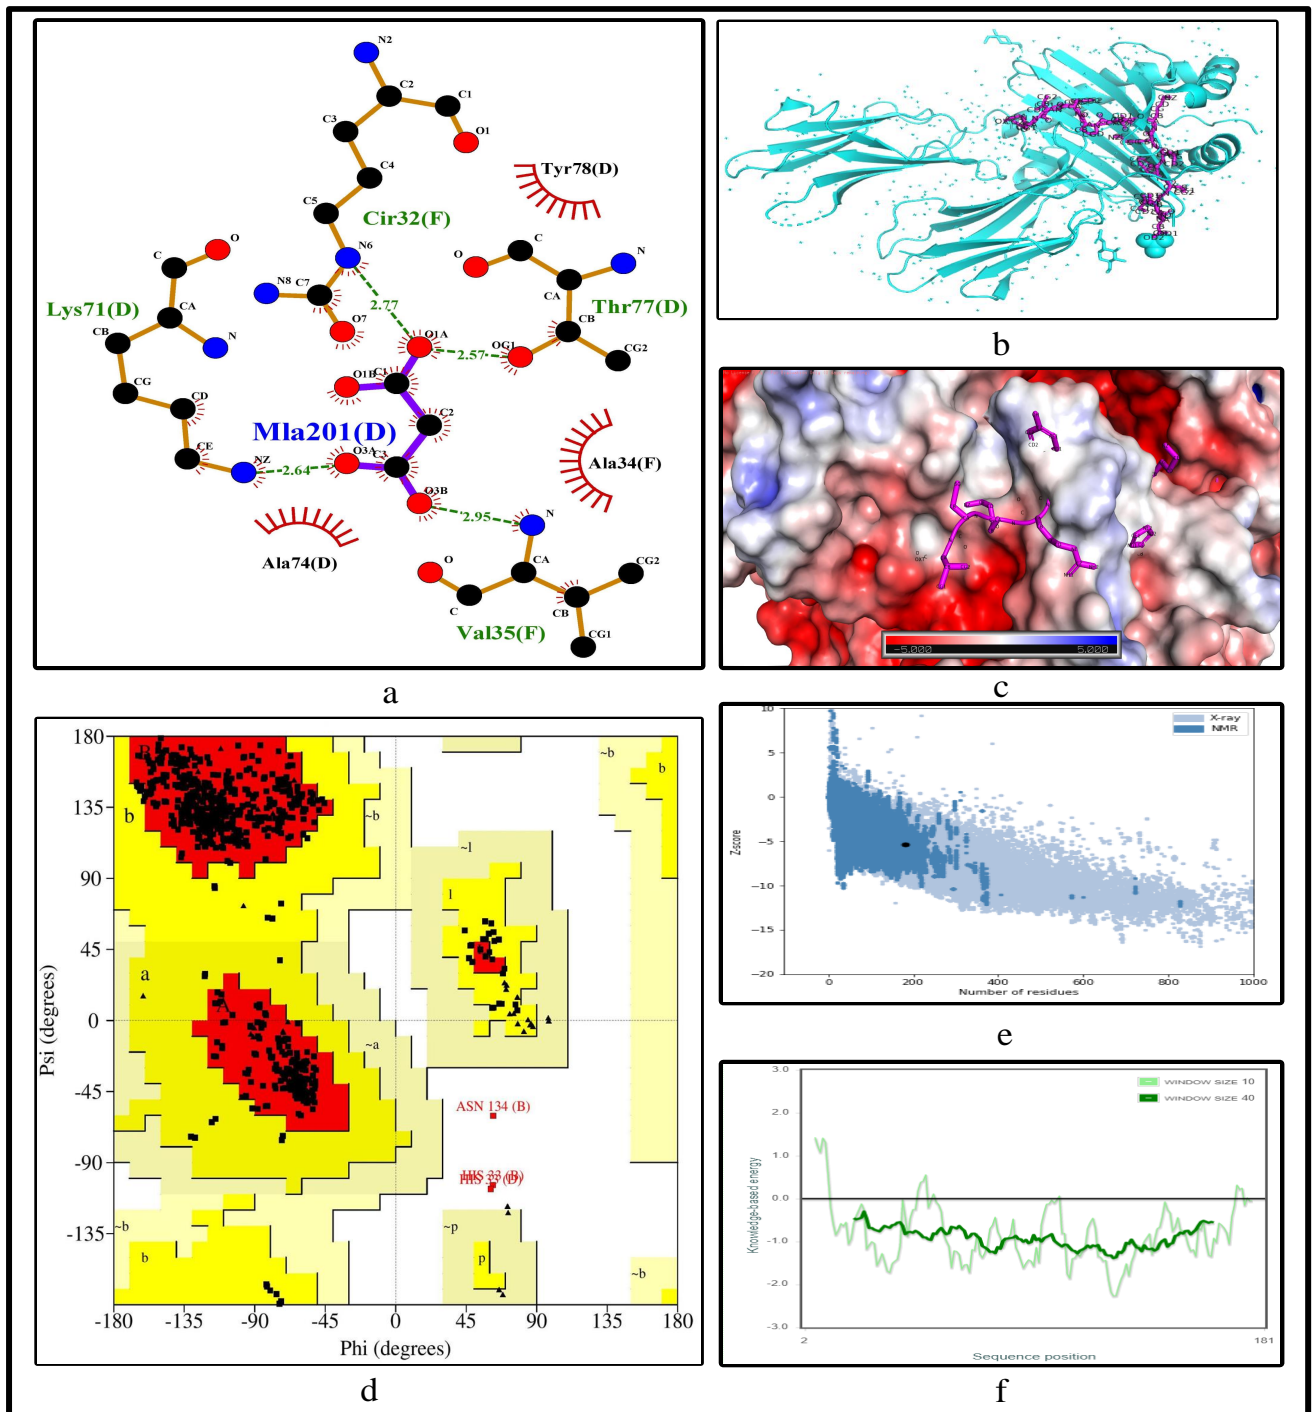 N2
C2
C1
C3
O1
C4
Tyr78(D)
C5
Cir32(F)
N6
C
O
N
C
O
N8
C7
CA
Lys71(D)
CA
2.77
Thr77(D)
O7
CB
CB
N
O1A
OG1
2.57
CG2
CG
O1B
C1
CD
C2
Mla201(D)
CE
O3A
C3
Ala34(F)
NZ
2.64
O3B
2.95
N
Ala74(D)
O
CA
CG2
C
CB
Val35(F)
CG1
a
b
CD2
-5.000
5.000
c
180
135
90
45
0
-45
-90
-135
-180
-135
-90
-45
0
45
90
135
180
Psi (degrees)
Phi (degrees)
B
b
a
A
~b
~a
~l
l
~b
b
ASN 134 (B)
HIS 33 (B)
HIS 33 (D)
~b
b
~p
p
~b
d
X-ray
NMR
10
5
0
−5
−10
−15
−20
Z-score
0
200
400
600
800
1000
Number of residues
e
WINDOW SIZE 10
WINDOW SIZE 40
3.0
2.0
1.0
0.0
-1.0
-2.0
-3.0
Knowledge-based energy
2
181
Sequence position
f